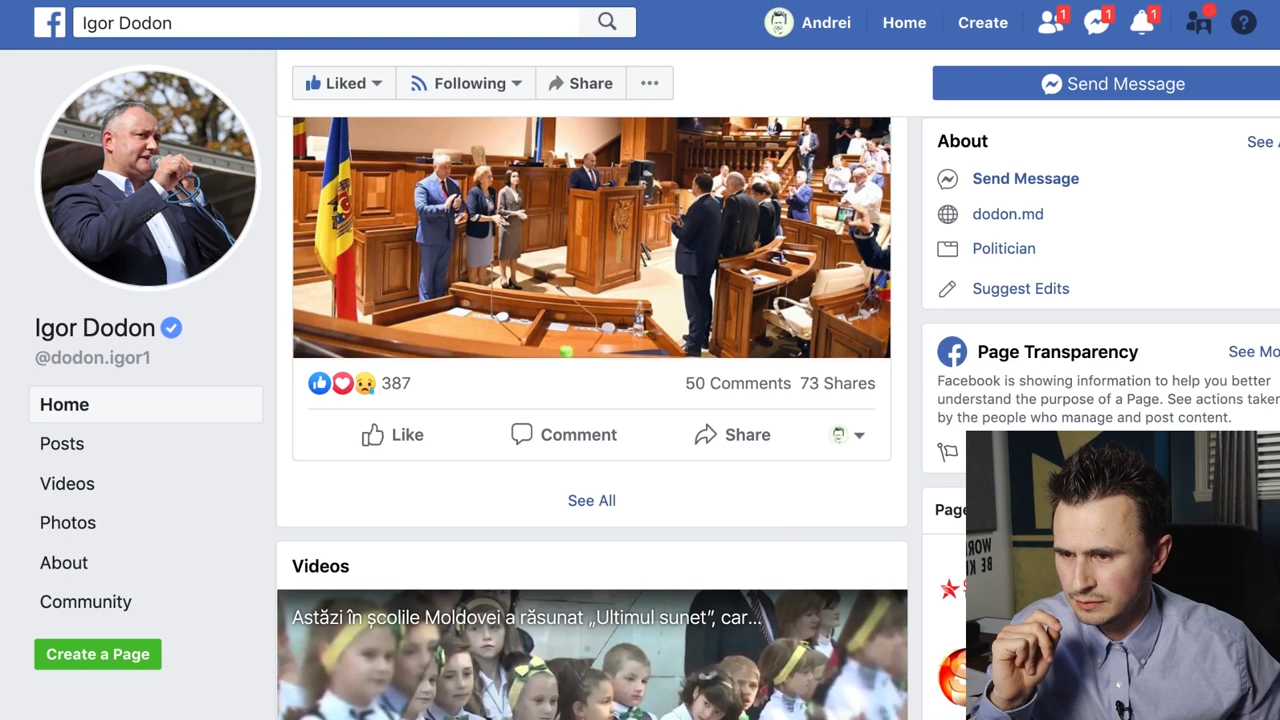 Igor Dodon
Andrei
Home
Create
1
1
1
?
Liked
Following
Share
Send Message
Igor Dodon
@dodon.igor1
Home
Posts
Videos
Photos
About
Community
Create a Page
387
50 Comments 73 Shares
Like
Comment
Share
See All
Videos
Astăzi în școlile Moldovei a răsunat „Ultimul sunet”, car...
About
See
Send Message
dodon.md
Politician
Suggest Edits
Page Transparency
See Mo
Facebook is showing information to help you better
understand the purpose of a Page. See actions taken
by the people who manage and post content.
Page